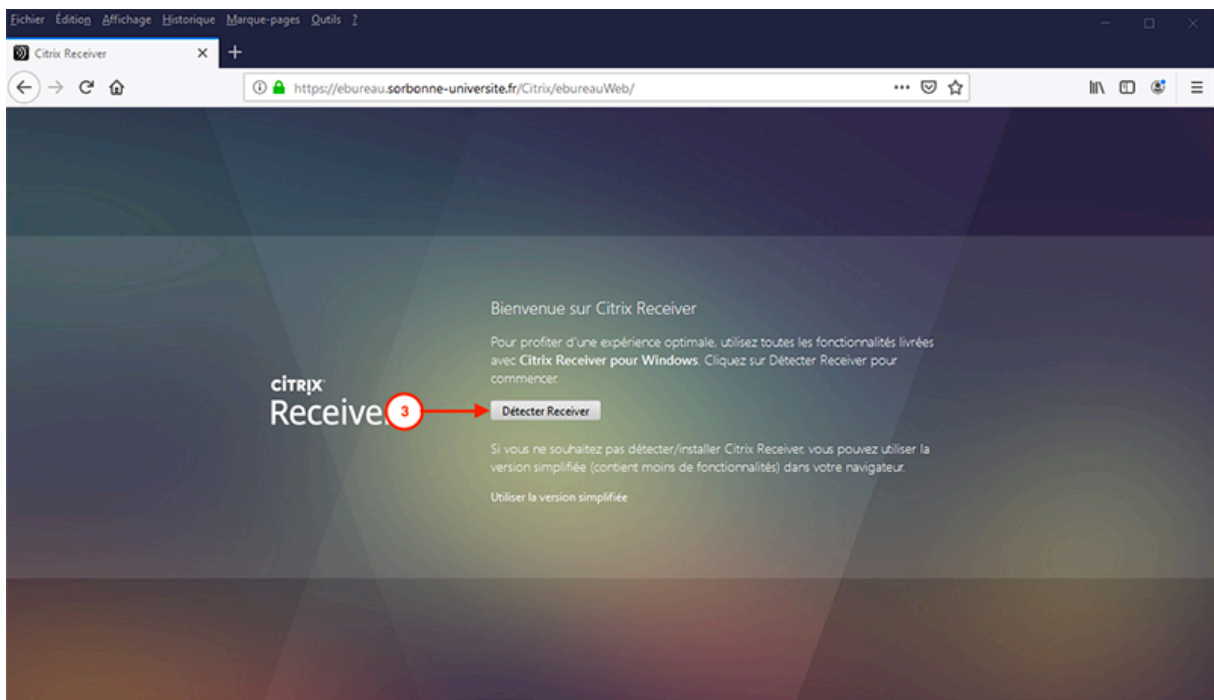 Fichier Édition Affichage Historique Marque-pages Outils ?
Citrix Receiver
https://ebureau.sorbonne-universite.fr/Citrix/ebureauWeb/
Bienvenue sur Citrix Receiver
Pour profiter d'une expérience optimale, utilisez toutes les fonctionnalités livrées
avec Citrix Receiver pour Windows. Cliquez sur Détecter Receiver pour
commencer.
CITRIX
Receive
3
Détecter Receiver
Si vous ne souhaitez pas détecter/installer Citrix Receiver, vous pouvez utiliser la
version simplifiée (contient moins de fonctionnalités) dans votre navigateur.
Utiliser la version simplifiée